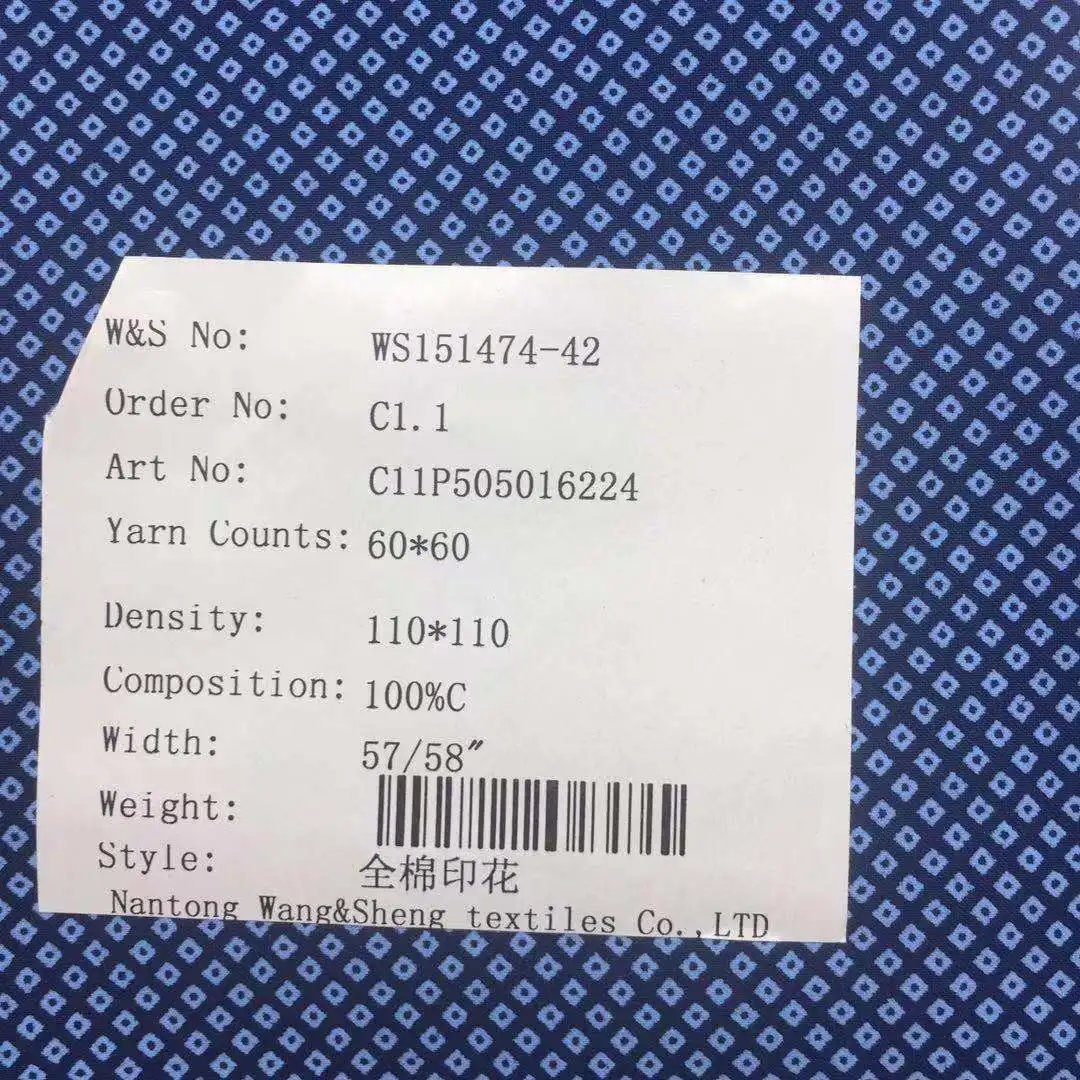 W&S No: WS151474-42
Order No: C1.1
Art No: C11P505016224
Yarn Counts: 60*60
Density: 110*110
Composition: 100%C
Width: 57/58″
Weight:
Style: 全棉印花
Nantong Wang&Sheng textiles Co.,LTD